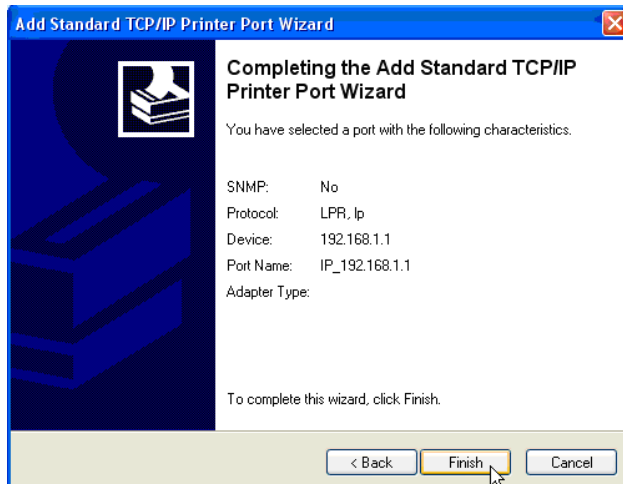 Add Standard TCP/IP Printer Port Wizard
Completing the Add Standard TCP/IP
Printer Port Wizard
You have selected a port with the following characteristics.
SNMP: No
Protocol: LPR, lp
Device: 192.168.1.1
Port Name: IP_192.168.1.1
Adapter Type:
To complete this wizard, click Finish.
< Back Finish Cancel